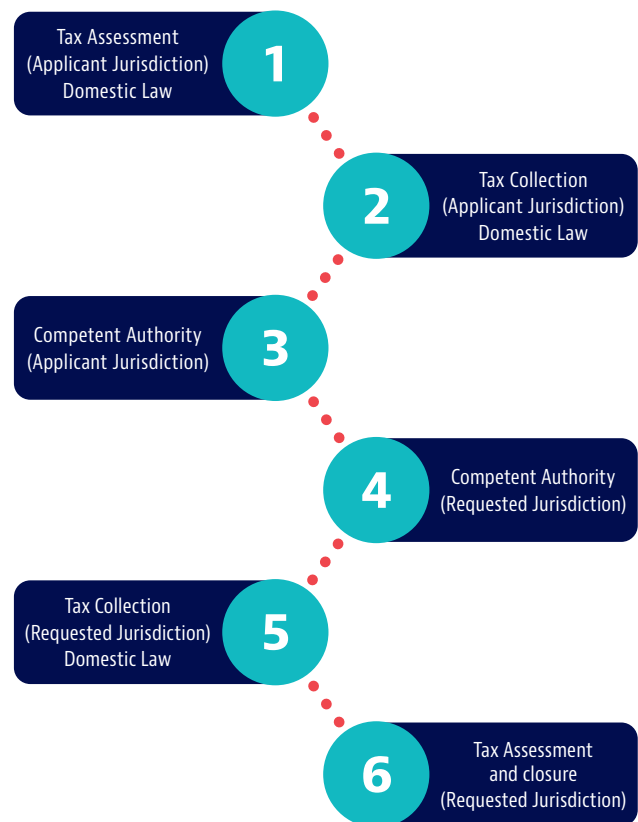 Tax Assessment
(Applicant Jurisdiction)
Domestic Law
1
2
Tax Collection
(Applicant Jurisdiction)
Domestic Law
Competent Authority
(Applicant Jurisdiction)
3
4
Competent Authority
(Requested Jurisdiction)
Tax Collection
(Requested Jurisdiction)
Domestic Law
5
6
Tax Assessment
and closure
(Requested Jurisdiction)